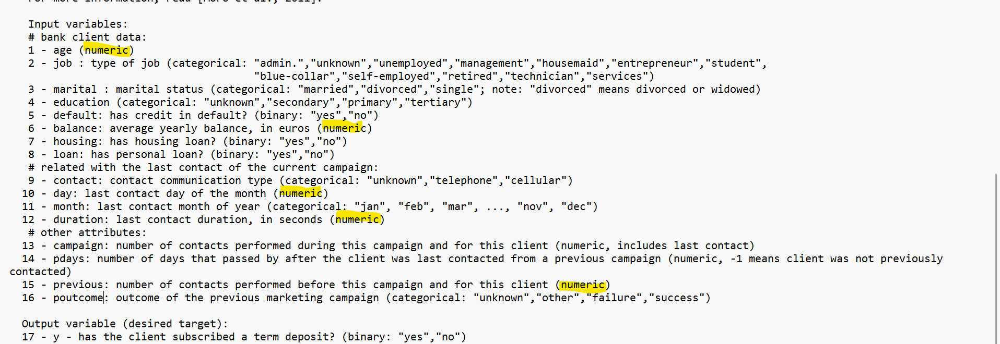 Input variables:
# bank client data:
1 - age (numeric)
2 - job : type of job (categorical: "admin.","unknown","unemployed","management","housemaid","entrepreneur","student",
"blue-collar","self-employed","retired","technician","services")
3 - marital : marital status (categorical: "married","divorced","single"; note: "divorced" means divorced or widowed)
4 - education (categorical: "unknown","secondary","primary","tertiary")
5 - default: has credit in default? (binary: "yes","no")
6 - balance: average yearly balance, in euros (numeric)
7 - housing: has housing loan? (binary: "yes","no")
8 - loan: has personal loan? (binary: "yes","no")
# related with the last contact of the current campaign:
9 - contact: contact communication type (categorical: "unknown","telephone","cellular")
10 - day: last contact day of the month (numeric)
11 - month: last contact month of year (categorical: "jan", "feb", "mar", ..., "nov", "dec")
12 - duration: last contact duration, in seconds (numeric)
# other attributes:
13 - campaign: number of contacts performed during this campaign and for this client (numeric, includes last contact)
14 - pdays: number of days that passed by after the client was last contacted from a previous campaign (numeric, -1 means client was not previously
contacted)
15 - previous: number of contacts performed before this campaign and for this client (numeric)
16 - poutcome: outcome of the previous marketing campaign (categorical: "unknown","other","failure","success")
Output variable (desired target):
17 - y - has the client subscribed a term deposit? (binary: "yes","no")